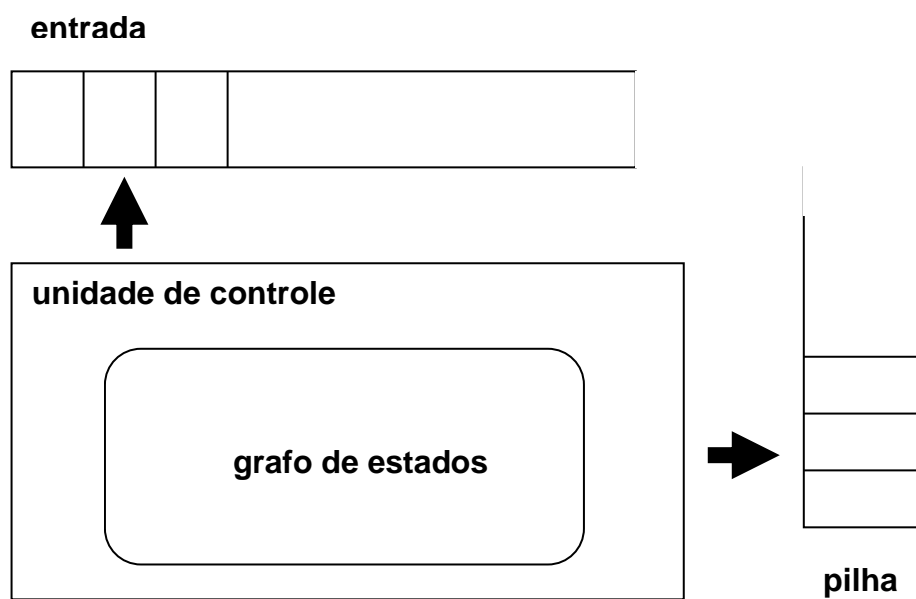 entrada
unidade de controle
grafo de estados
pilha